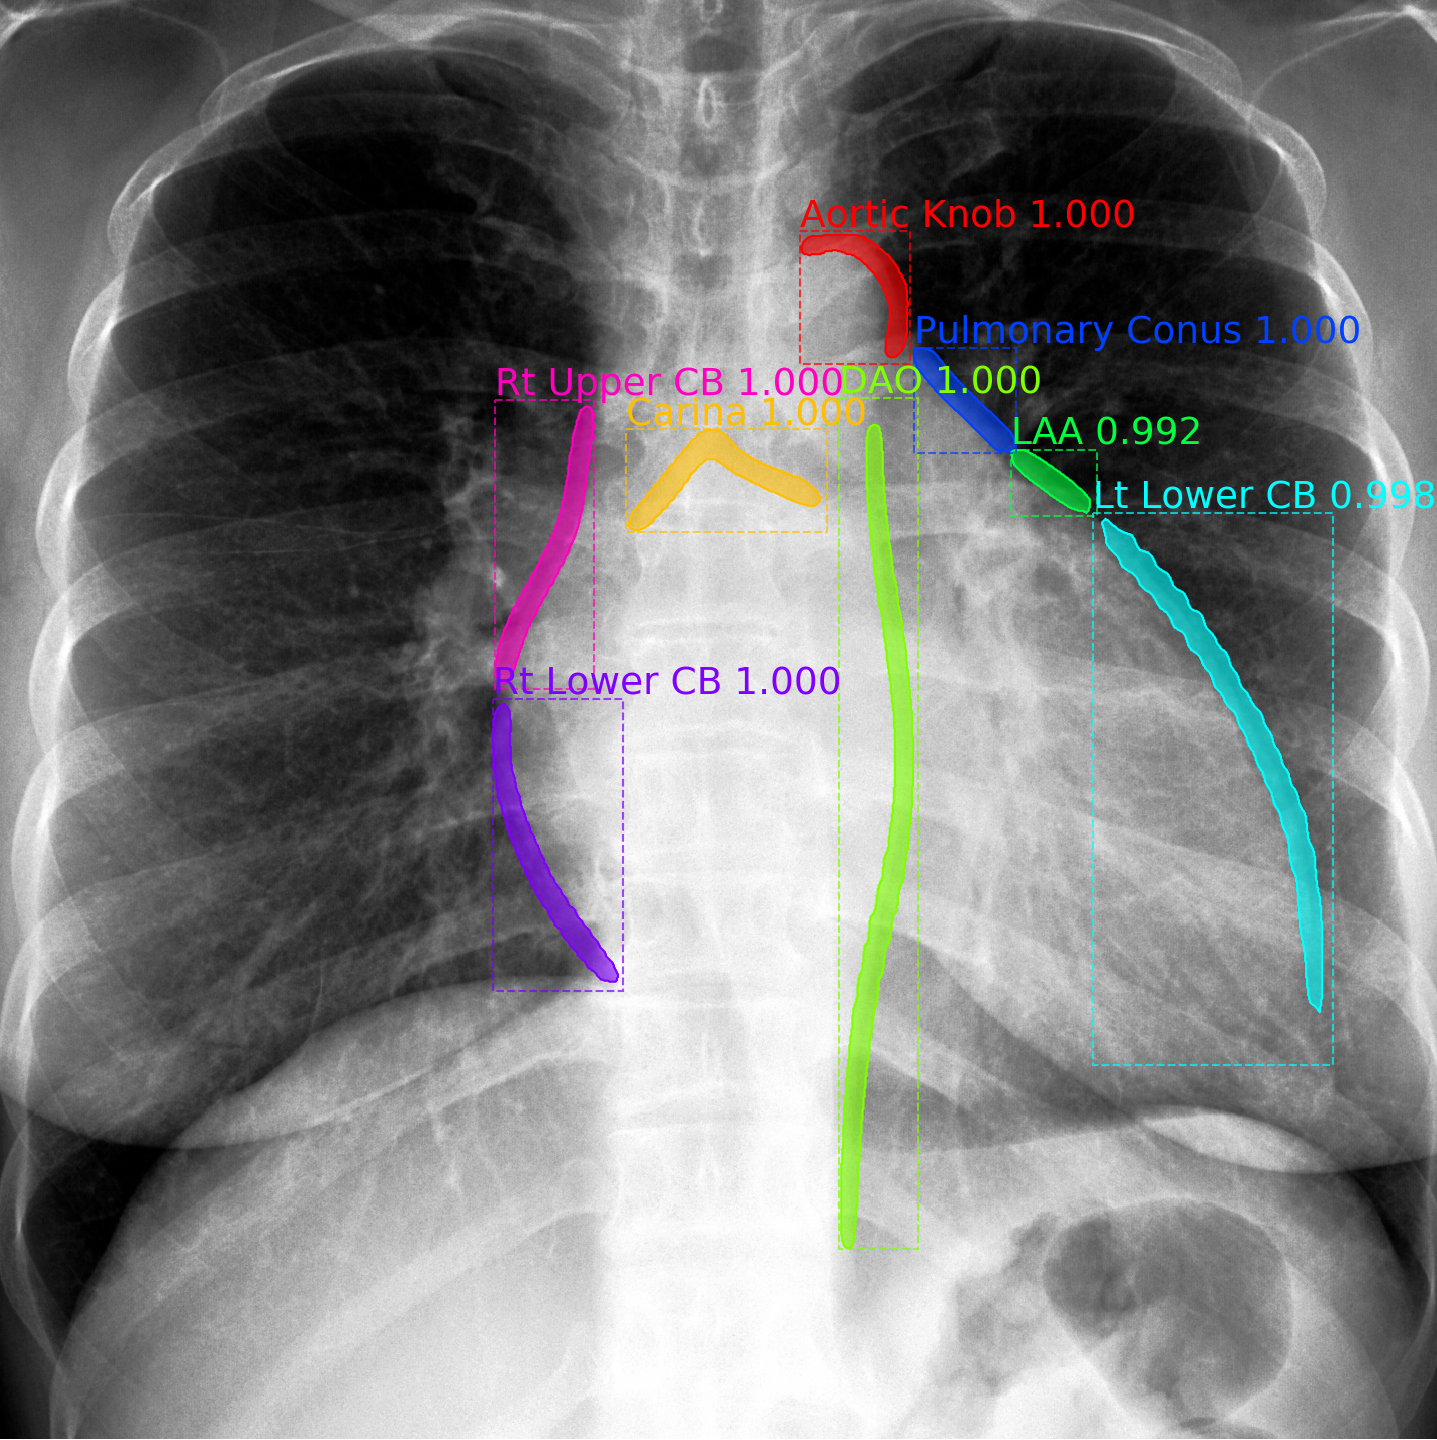 Aortic Knob 1.000
Pulmonary Conus 1.000
Rt Upper CB 1.000
DAO 1.000
Carina 1.000
LAA 0.992
Lt Lower CB 0.998
Rt Lower CB 1.000